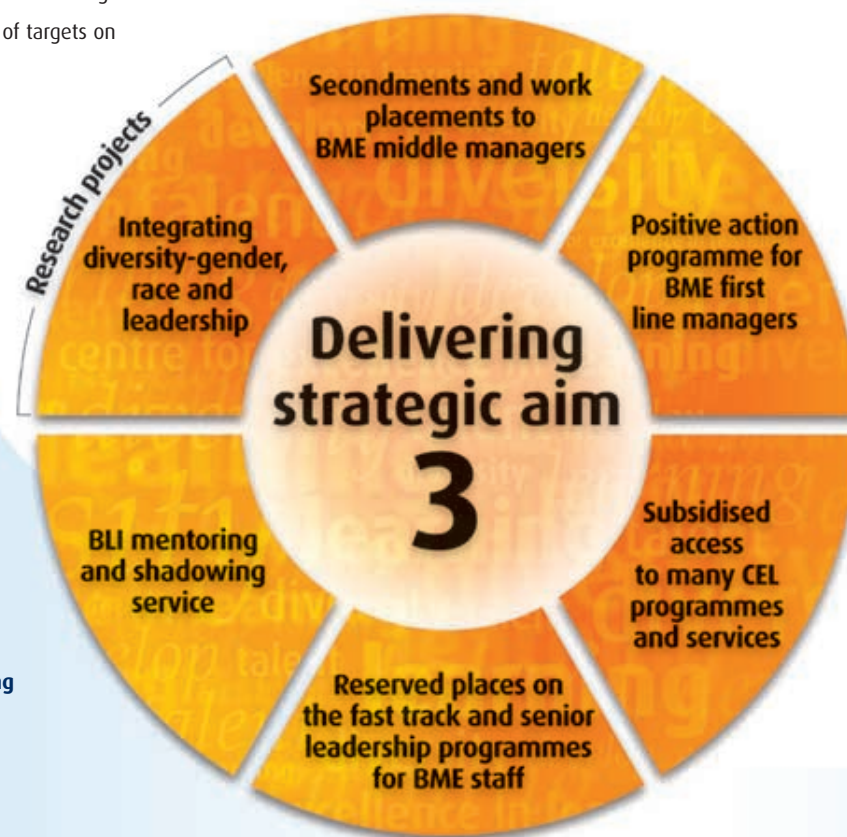 of targets on
Research projects
Secondments and work
placements to
BME middle managers
Positive action
programme for
BME first
line managers
Subsidised
access
to many CEL
programmes
and services
Reserved places on
the fast track and senior
leadership programmes
for BME staff
BLI mentoring
and shadowing
service
Integrating
diversity-gender,
race and
leadership
Delivering
strategic aim
3